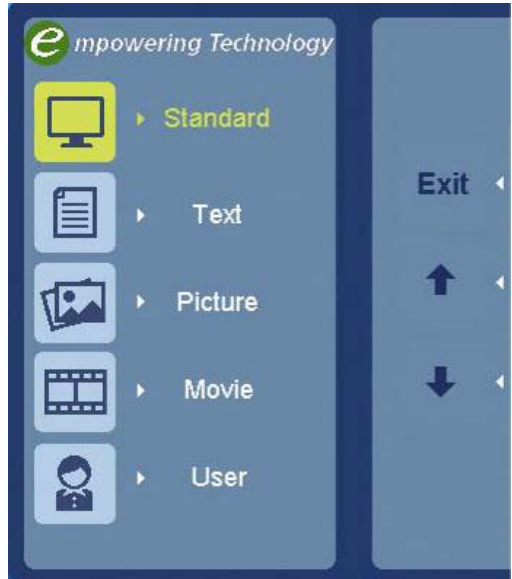 empowering Technology
Standard
Text
Picture
Movie
User
Exit